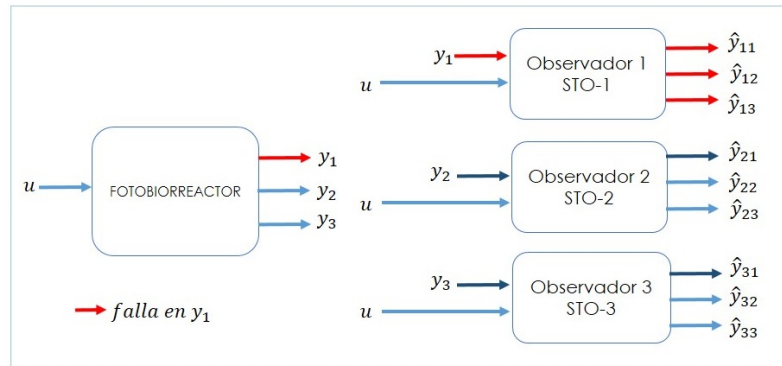 u
FOTOBIORREACTOR
y₁
y₂
y₃
falla en y₁
y₁
u
Observador 1
STO-1
ŷ₁₁
ŷ₁₂
ŷ₁₃
y₂
u
Observador 2
STO-2
ŷ₂₁
ŷ₂₂
ŷ₂₃
y₃
u
Observador 3
STO-3
ŷ₃₁
ŷ₃₂
ŷ₃₃